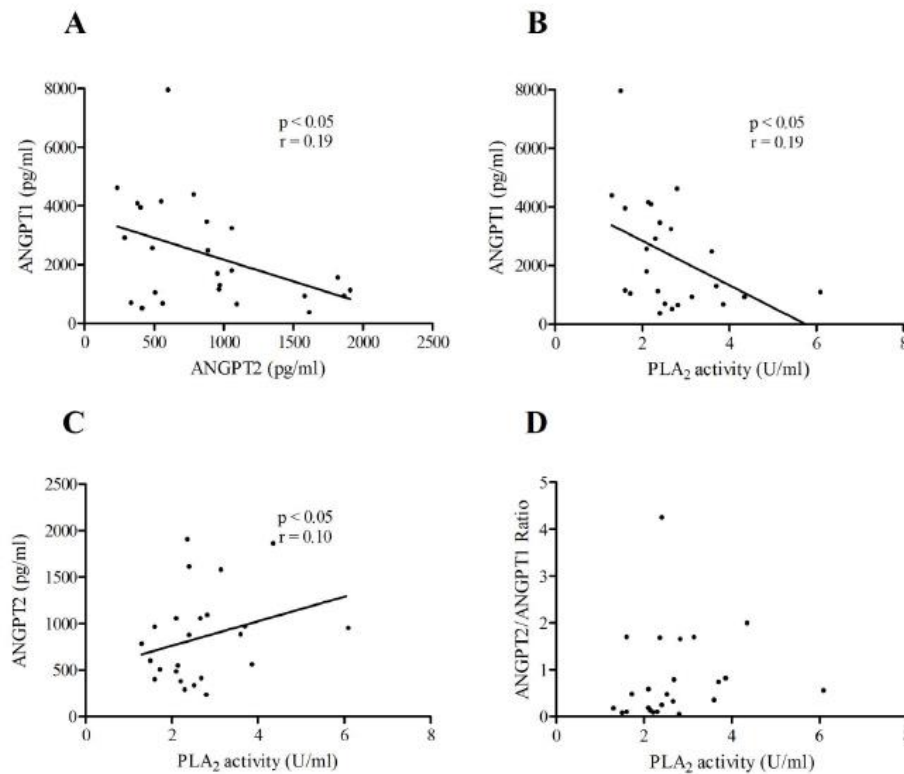 A
8000
6000
4000
2000
0
ANGPT1 (pg/ml)
p < 0.05
r = 0.19
0 500 1000 1500 2000 2500
ANGPT2 (pg/ml)
B
8000
6000
4000
2000
0
ANGPT1 (pg/ml)
p < 0.05
r = 0.19
0 2 4 6 8
PLA₂ activity (U/ml)
C
2500
2000
1500
1000
500
0
ANGPT2 (pg/ml)
p < 0.05
r = 0.10
0 2 4 6 8
PLA₂ activity (U/ml)
D
5
4
3
2
1
0
ANGPT2/ANGPT1 Ratio
0 2 4 6 8
PLA₂ activity (U/ml)